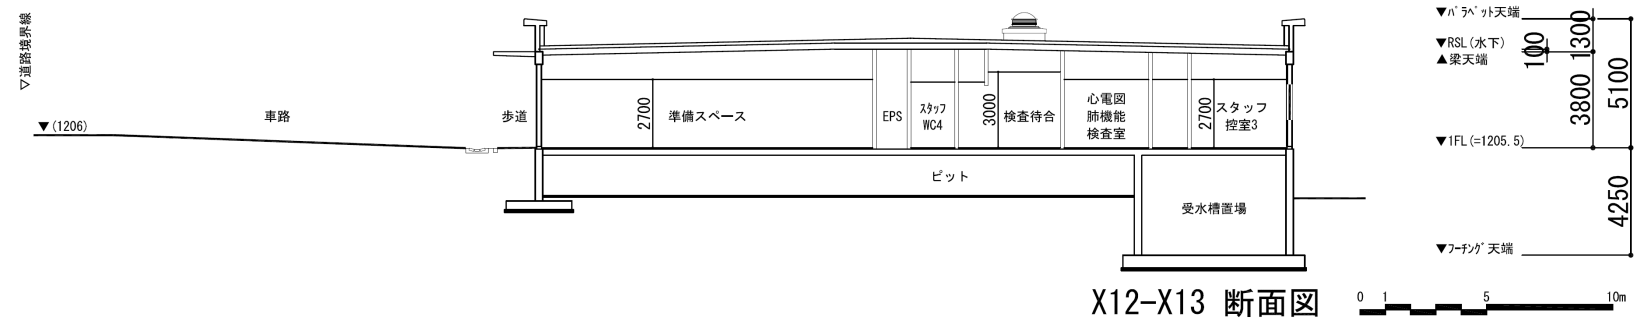 ▽道路境界線
▼(1206)
車路
歩道
2700
準備スペース
EPS
ｽﾀｯﾌ
WC4
3000
検査待合
心電図
肺機能
検査室
2700
スタッフ
控室3
ピット
受水槽置場
▼ﾊﾟﾗﾍﾟｯﾄ天端
▼RSL(水下)
▲梁天端
▼1FL(=1205.5)
▼ﾌｰﾁﾝｸﾞ天端
100
1300
3800
5100
4250
X12−X13 断面図
0 1 5 10m